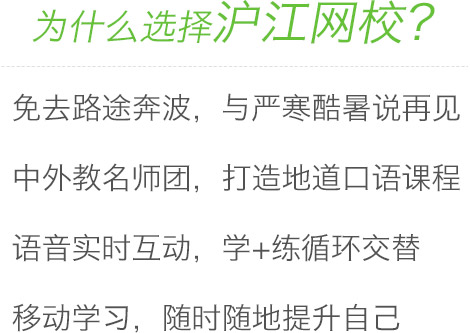 为什么选择沪江网校?
免去路途奔波，与严寒酷暑说再见
中外教名师团，打造地道口语课程
语音实时互动，学+练循环交替
移动学习，随时随地提升自己